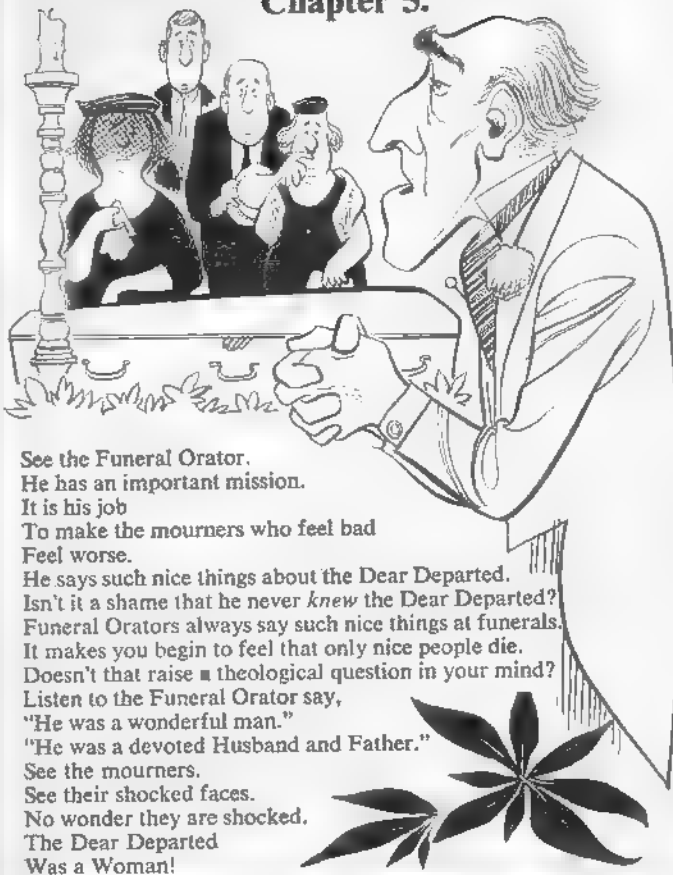 Chapter 5.
See the Funeral Orator.
He has an important mission.
It is his job
To make the mourners who feel bad
Feel worse.
He says such nice things about the Dear Departed.
Isn't it a shame that he never knew the Dear Departed?
Funeral Orators always say such nice things at funerals.
It makes you begin to feel that only nice people die.
Doesn't that raise theological question in your mind?
Listen to the Funeral Orator say,
"He was a wonderful man."
"He was a devoted Husband and Father."
See the mourners.
See their shocked faces.
No wonder they are shocked.
The Dear Departed
Was a Woman!